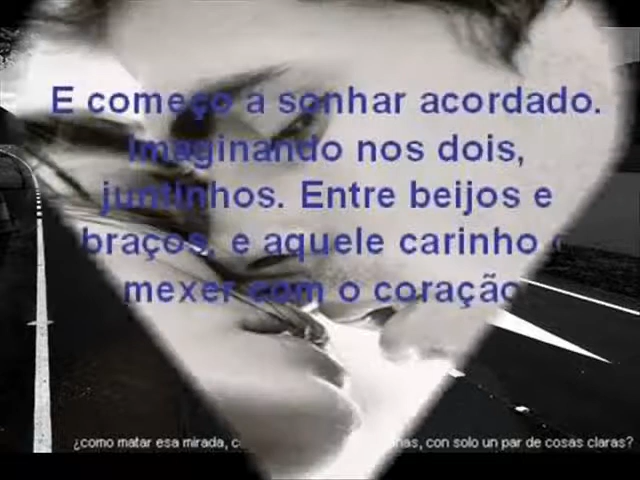 E começo a sonhar acordado.
Imaginando nos dois,
juntinhos. Entre beijos e
braços, e aquele carinho
mexer com o coração
¿como matar esa mirada, con solo un par de cosas claras?